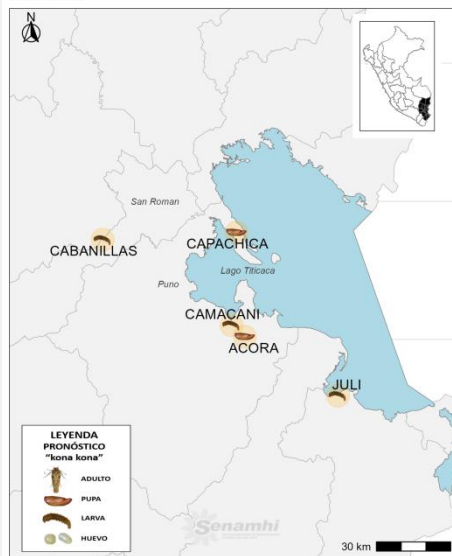 N
San Roman
CABANILLAS
CAPACHICA
Lago Titicaca
Puno
CAMACANI
ACORA
JULI
LEYENDA
PRONÓSTICO
"kona kona"
ADULTO
PUPA
LARVA
HUEVO
Senamhi
30 km